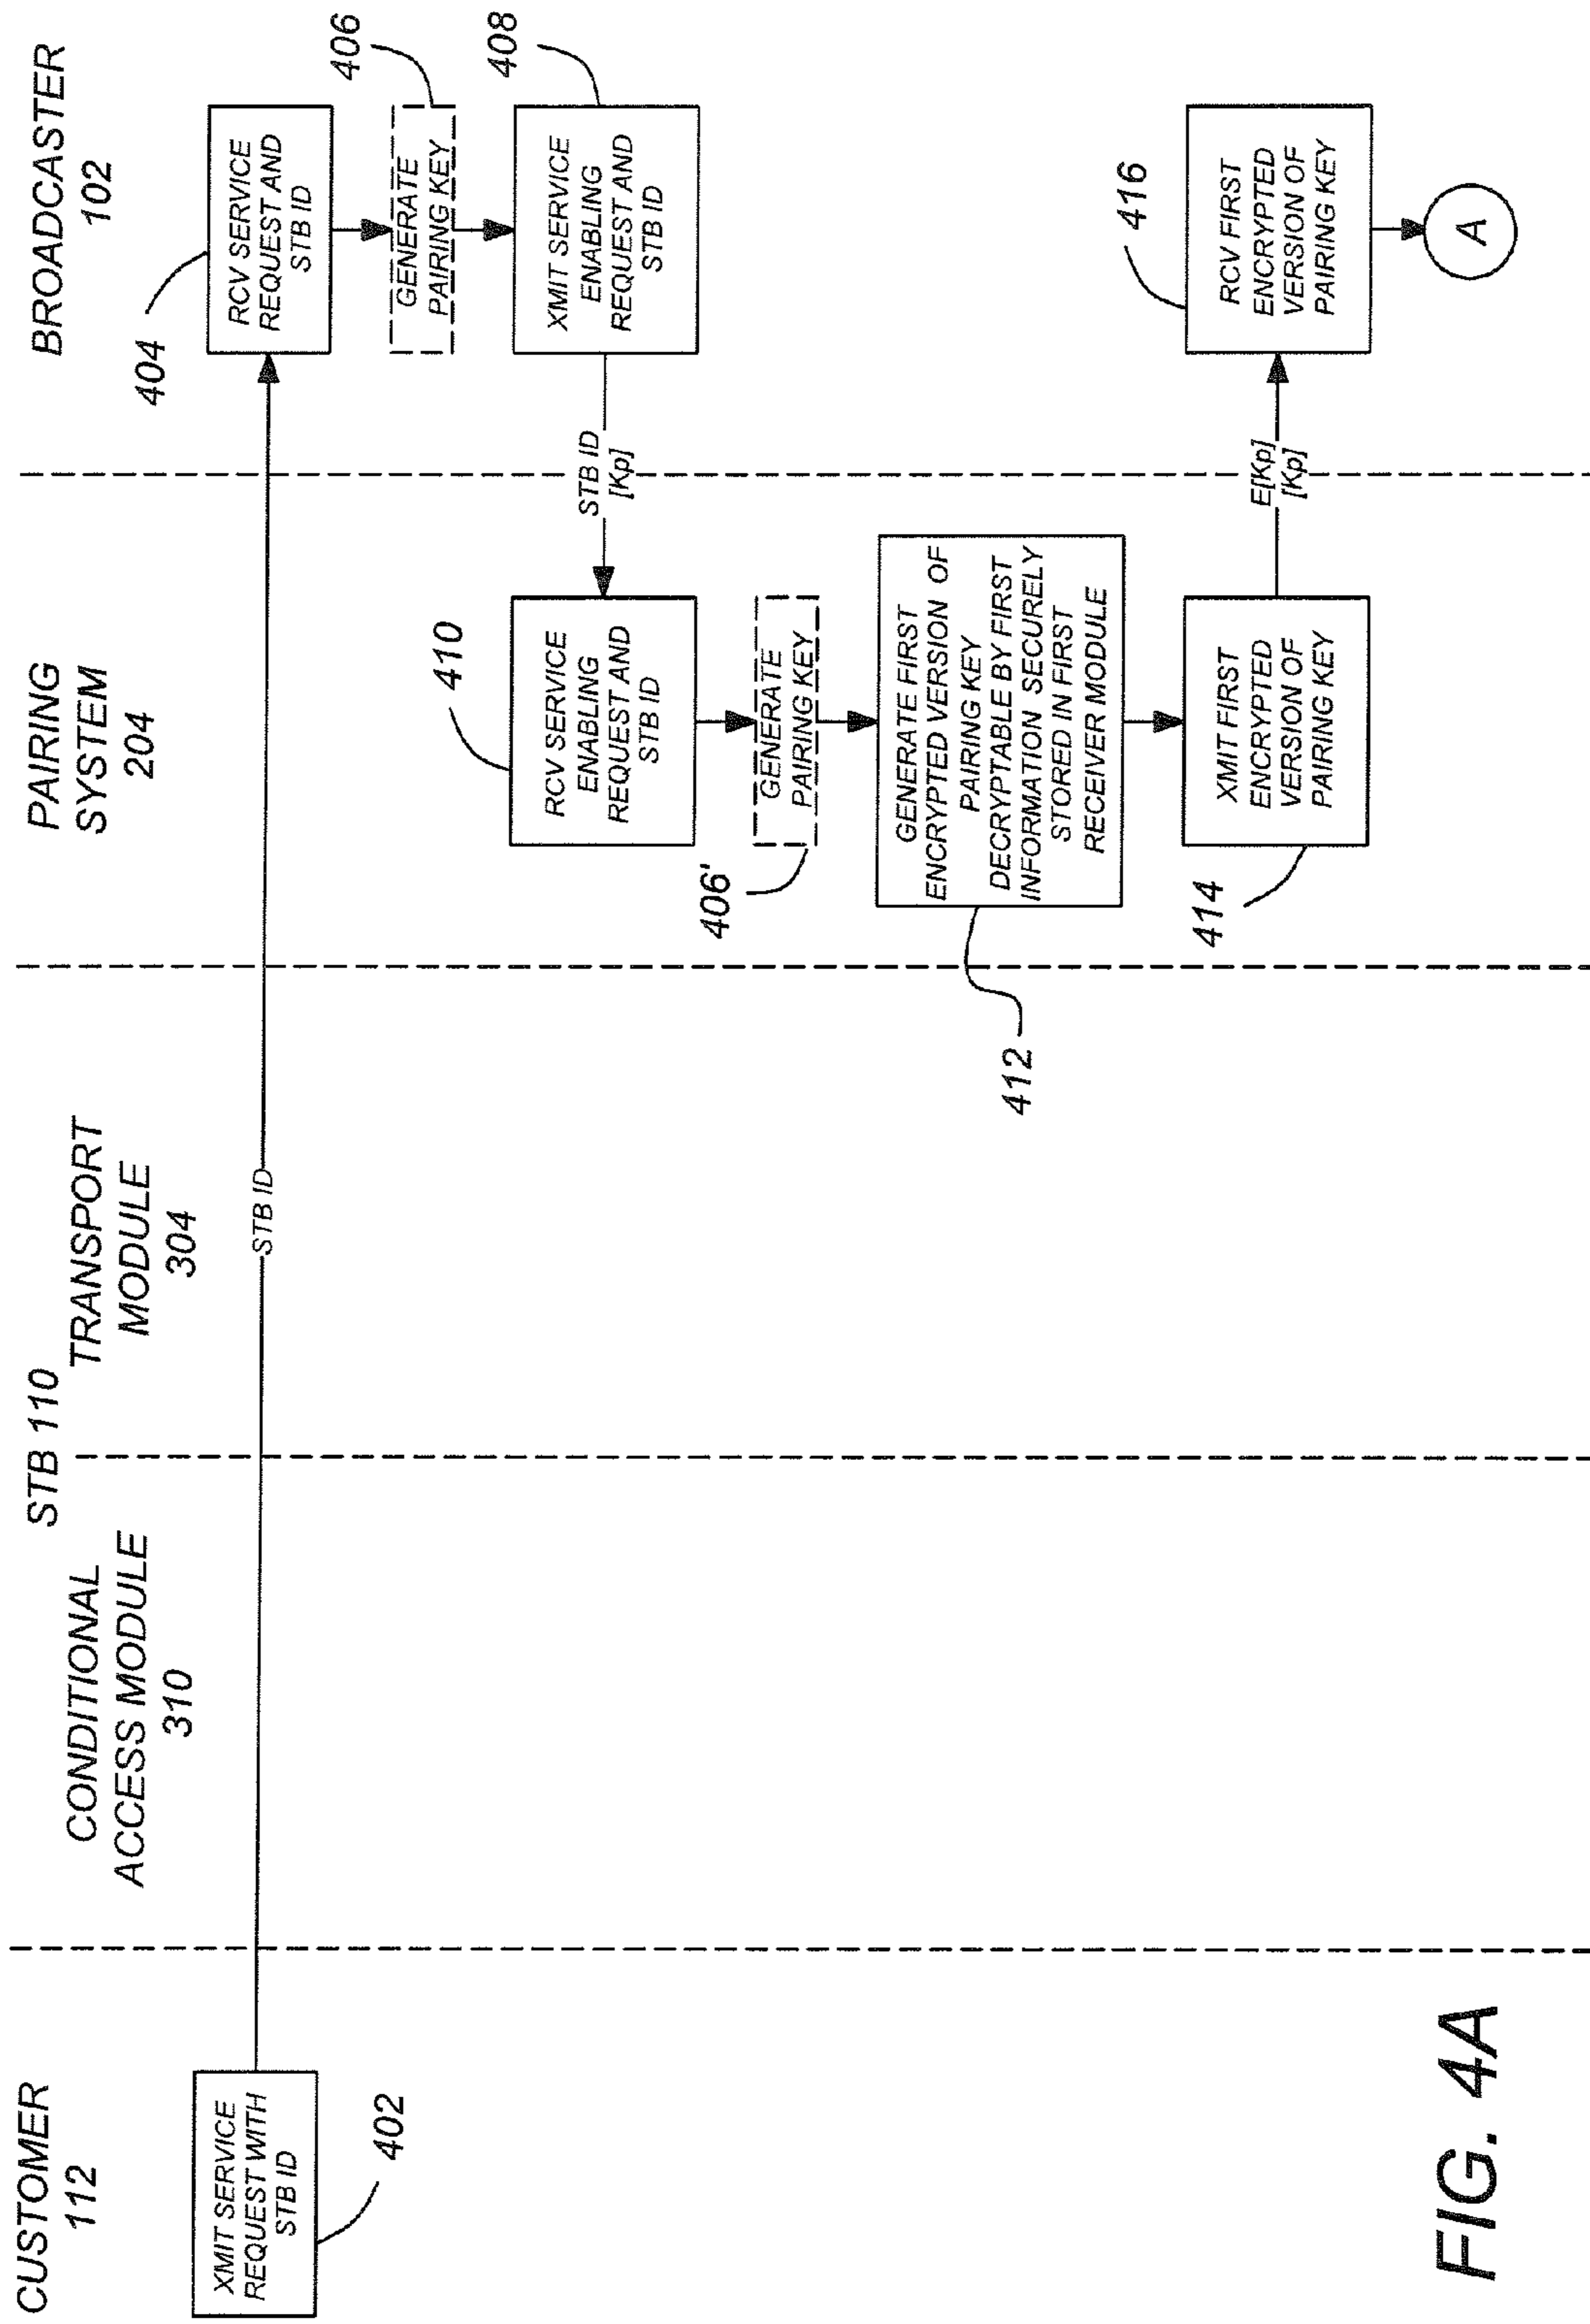 CUSTOMER
112
STB 110
CONDITIONAL
ACCESS MODULE
310
TRANSPORT
MODULE
304
PAIRING
SYSTEM
204
BROADCASTER
102
XMIT SERVICE
REQUEST WITH
STB ID
402
STB ID
404
RCV SERVICE
REQUEST AND
STB ID
GENERATE
PAIRING KEY
406
XMIT SERVICE
ENABLING
REQUEST AND
STB ID
408
STB ID
[Kp]
410
RCV SERVICE
ENABLING
REQUEST AND
STB ID
406'
GENERATE
PAIRING KEY
GENERATE FIRST
ENCRYPTED VERSION OF
PAIRING KEY
DECRYPTABLE BY FIRST
INFORMATION SECURELY
STORED IN FIRST
RECEIVER MODULE
412
XMIT FIRST
ENCRYPTED
VERSION OF
PAIRING KEY
414
E[Kp]
[Kp]
416
RCV FIRST
ENCRYPTED
VERSION OF
PAIRING KEY
A
FIG. 4A